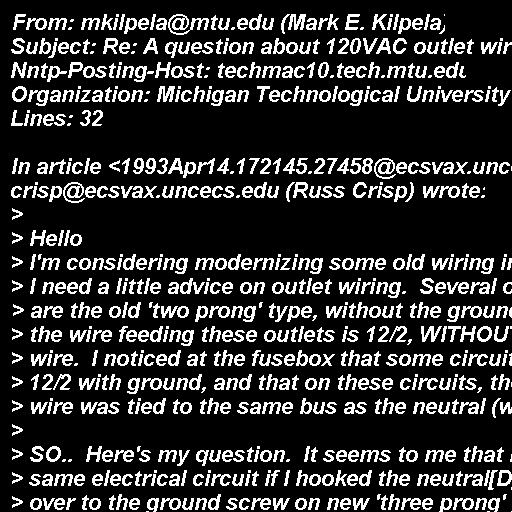 From: mkilpela@mtu.edu (Mark E. Kilpela)
Subject: Re: A question about 120VAC outlet wir
Nntp-Posting-Host: techmac10.tech.mtu.edu
Organization: Michigan Technological University
Lines: 32

In article <1993Apr14.172145.27458@ecsvax.unce
crisp@ecsvax.uncecs.edu (Russ Crisp) wrote:
>
> Hello
> I'm considering modernizing some old wiring in
> I need a little advice on outlet wiring.  Several o
> are the old 'two prong' type, without the ground
> the wire feeding these outlets is 12/2, WITHOUT
> wire.  I noticed at the fusebox that some circuit
> 12/2 with ground, and that on these circuits, th
> wire was tied to the same bus as the neutral (w
>
> SO..  Here's my question.  It seems to me that
> same electrical circuit if I hooked the neutral[D
> over to the ground screw on new 'three prong'